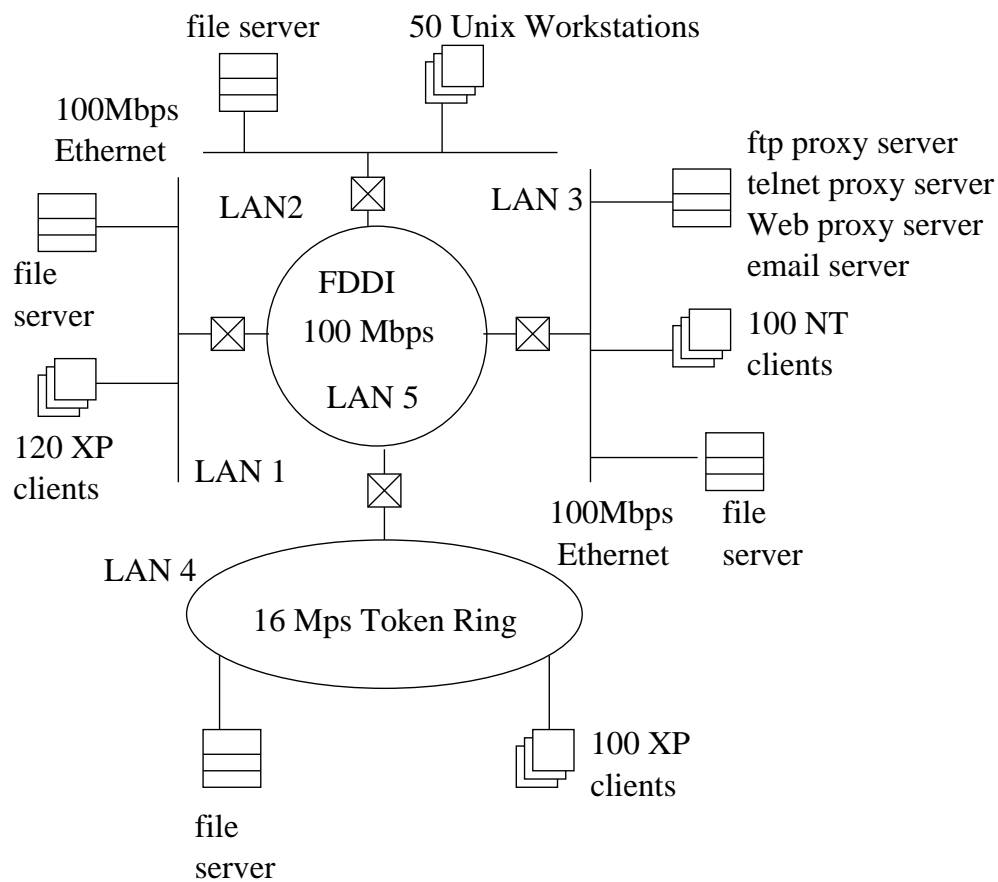 file server
50 Unix Workstations
100Mbps
Ethernet
ftp proxy server
telnet proxy server
Web proxy server
email server
LAN2
LAN 3
file
server
FDDI
100 Mbps
LAN 5
100 NT
clients
120 XP
clients
LAN 1
100Mbps
Ethernet
file
server
LAN 4
16 Mps Token Ring
100 XP
clients
file
server